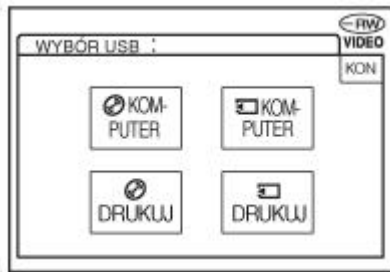 -RW
VIDEO
WYBÓR USB :
KON
KOM-
PUTER
KOM-
PUTER
DRUKUJ
DRUKUJ